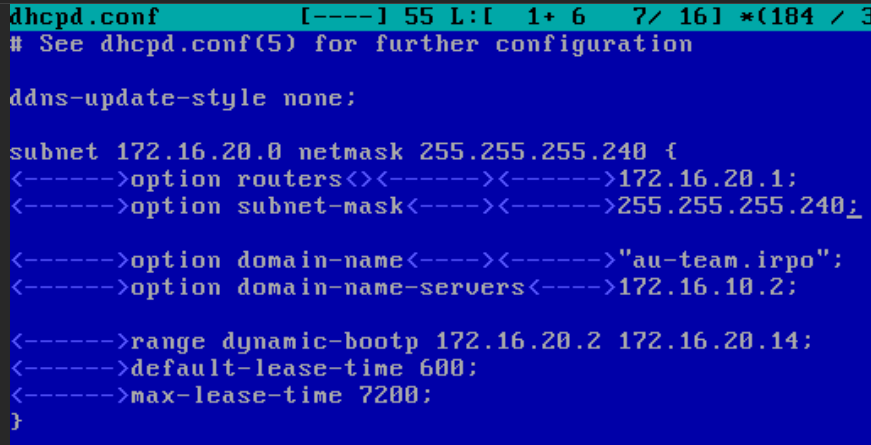 dhcpd.conf [----] 55 L:[ 1+ 6 7/ 16] *(184 / 3
# See dhcpd.conf(5) for further configuration
ddns-update-style none;
subnet 172.16.20.0 netmask 255.255.255.240 {
<------>option routers<><------><------>172.16.20.1;
<------>option subnet-mask<----><------>255.255.255.240;
<------>option domain-name<----><------>"au-team.irpo";
<------>option domain-name-servers<---->172.16.10.2;
<------>range dynamic-bootp 172.16.20.2 172.16.20.14;
<------>default-lease-time 600;
<------>max-lease-time 7200;
}